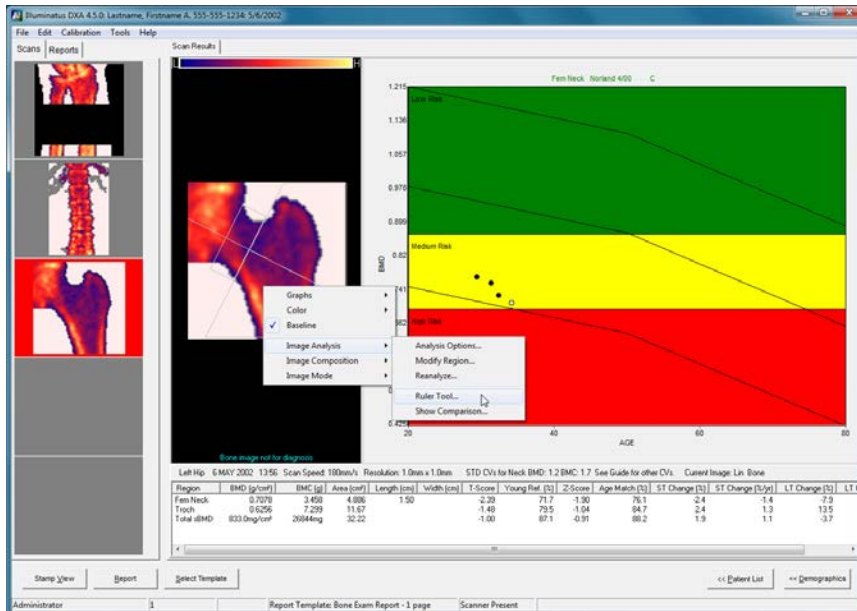 Illuminatus DXA 4.5.0: Lastname, Firstname A. 555-555-1234: 5/6/2002
File Edit Calibration Tools Help
Scans Reports
Scan Results
L H
Fem Neck Norland 4/00 C
1.215
Low Risk
1.136
1.057
0.978
0.899
0.82
Medium Risk
BMD
0.741
0.662
High Risk
0.425
20 40 60 80
AGE
Graphs
Color
Baseline
Image Analysis
Image Composition
Image Mode
Analysis Options...
Modify Region...
Reanalyze...
Ruler Tool...
Show Comparison...
Bone image not for diagnosis
Left Hip 6 MAY 2002 13:56 Scan Speed: 180mm/s Resolution: 1.0mm x 1.0mm STD CVs for Neck BMD: 1.2 BMC: 1.7 See Guide for other CVs. Current Image: Lin Bone
Region BMD (g/cm²) BMC (g) Area (cm²) Length (cm) Width (cm) T-Score Young Ref. (%) Z-Score Age Match (%) ST Change (%) ST Change (%/yr) LT Change (%) LT
Fem Neck 0.7078 3.458 4.886 1.50 -2.39 71.7 -1.90 76.1 -2.4 -1.4 -7.9
Troch 0.6256 7.299 11.67 -1.48 79.5 -1.04 84.7 2.4 1.3 13.5
Total sBMD 833.0mg/cm² 26844mg 32.22 -1.00 87.1 -0.91 88.2 1.9 1.1 -3.7
Stamp View Report Select Template << Patient List << Demographics
Administrator 1 Report Template: Bone Exam Report - 1 page Scanner Present